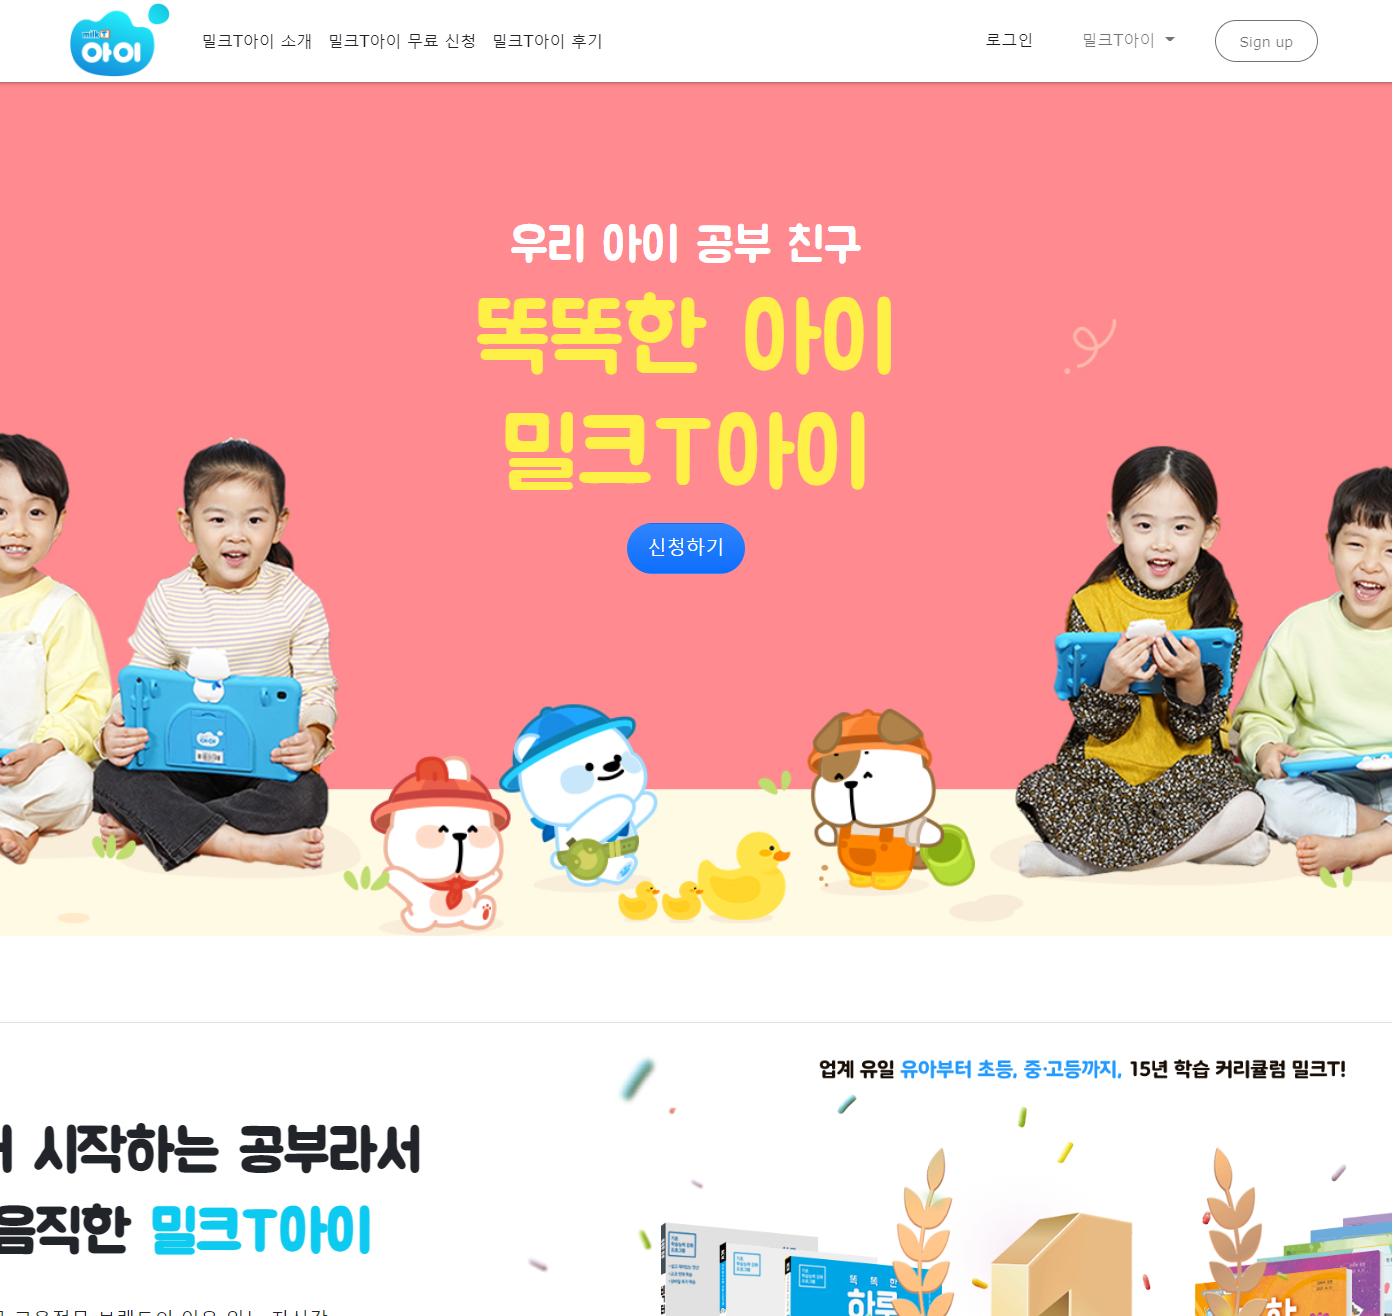 milkT
아이
밀크T아이 소개 밀크T아이 무료 신청 밀크T아이 후기
로그인 밀크T아이 Sign up
우리 아이 공부 친구
똑똑한 아이
밀크T아이
신청하기
업계 유일 유아부터 초등, 중·고등까지, 15년 학습 커리큘럼 밀크T!
시작하는 공부라서
음직한 밀크T아이
똑똑한
하루